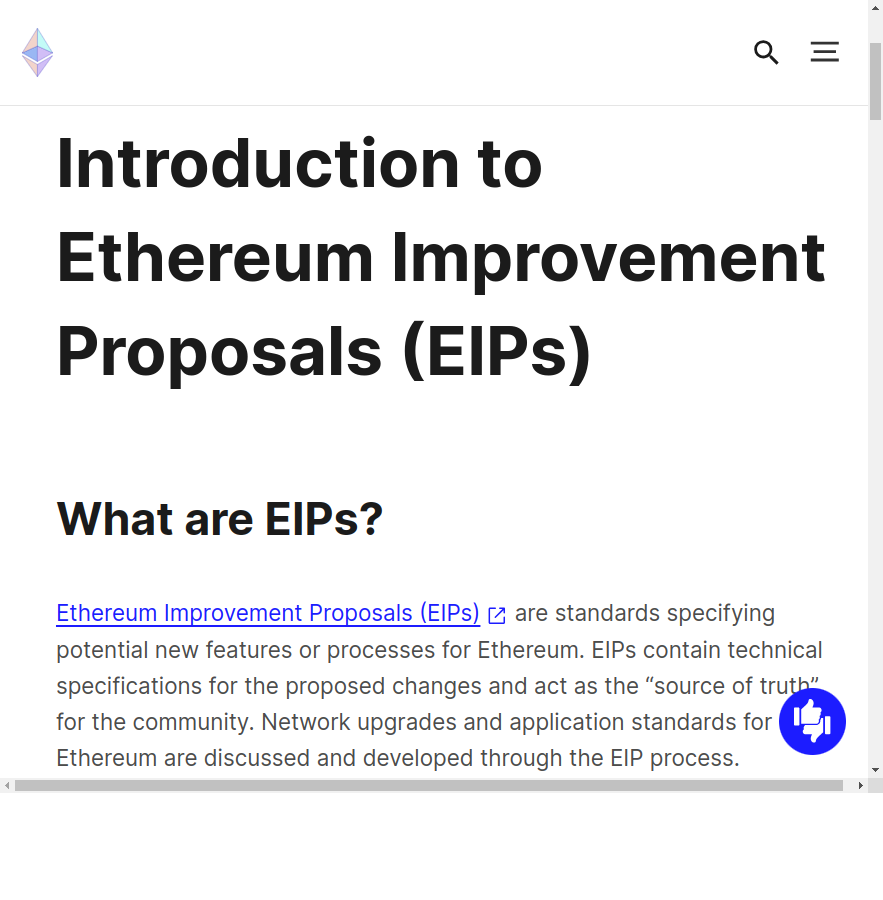 Introduction to
Ethereum Improvement
Proposals (EIPs)
What are EIPs?
Ethereum Improvement Proposals (EIPs) are standards specifying
potential new features or processes for Ethereum. EIPs contain technical
specifications for the proposed changes and act as the “source of truth”
for the community. Network upgrades and application standards for
Ethereum are discussed and developed through the EIP process.